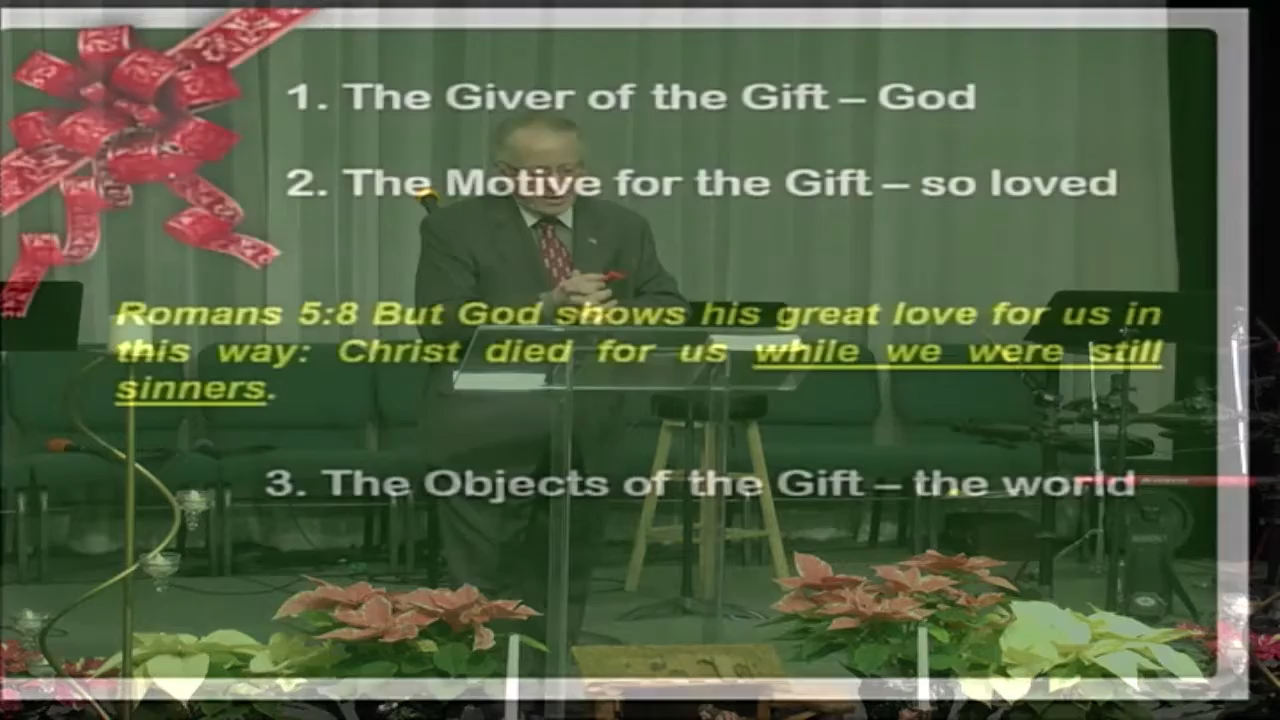 1. The Giver of the Gift – God
2. The Motive for the Gift – so loved
Romans 5:8 But God shows his great love for us in
this way: Christ died for us while we were still
sinners.
3. The Objects of the Gift – the world